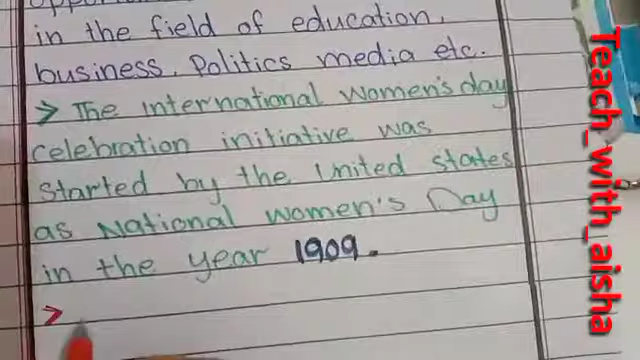 in the field of education,
business, Politics media etc.
> The international women's day
celebration initiative was
started by the United states
as National women's Day
in the year 1909.
>
Teach_with_aisha